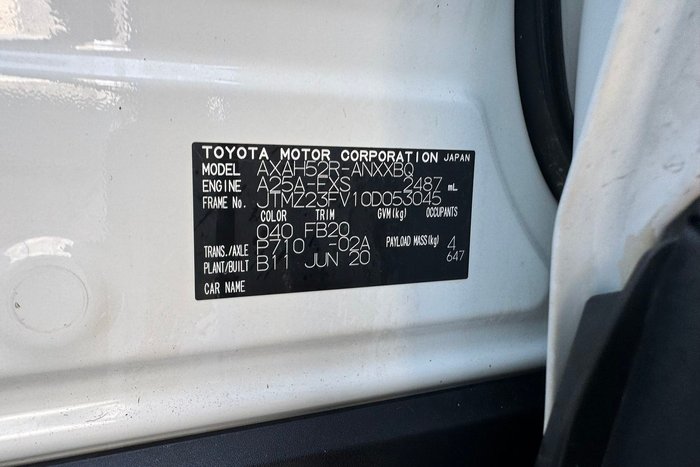 TOYOTA MOTOR CORPORATION JAPAN
MODEL AXAH52R-ANXXBQ
ENGINE A25A-FXS 2487 mL
FRAME No. JTMZ23FV10D053045
COLOR TRIM GVM(kg) OCCUPANTS
040 FB20
TRANS./AXLE P710 -02A PAYLOAD MASS(kg) 4
PLANT/BUILT B11 JUN 20 647
CAR NAME